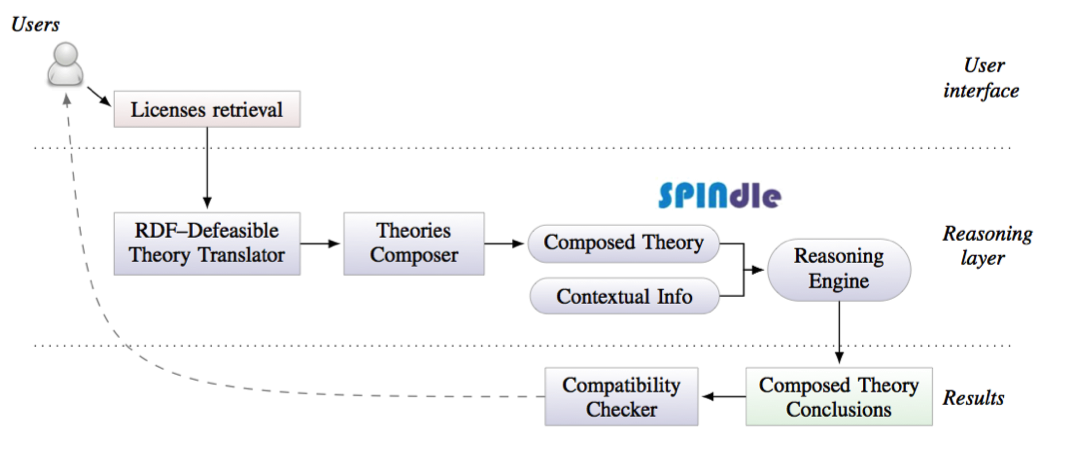 Users
User
interface
Licenses retrieval
SPINdle
RDF–Defeasible
Theory Translator
Theories
Composer
Composed Theory
Contextual Info
Reasoning
Engine
Reasoning
layer
Compatibility
Checker
Composed Theory
Conclusions
Results